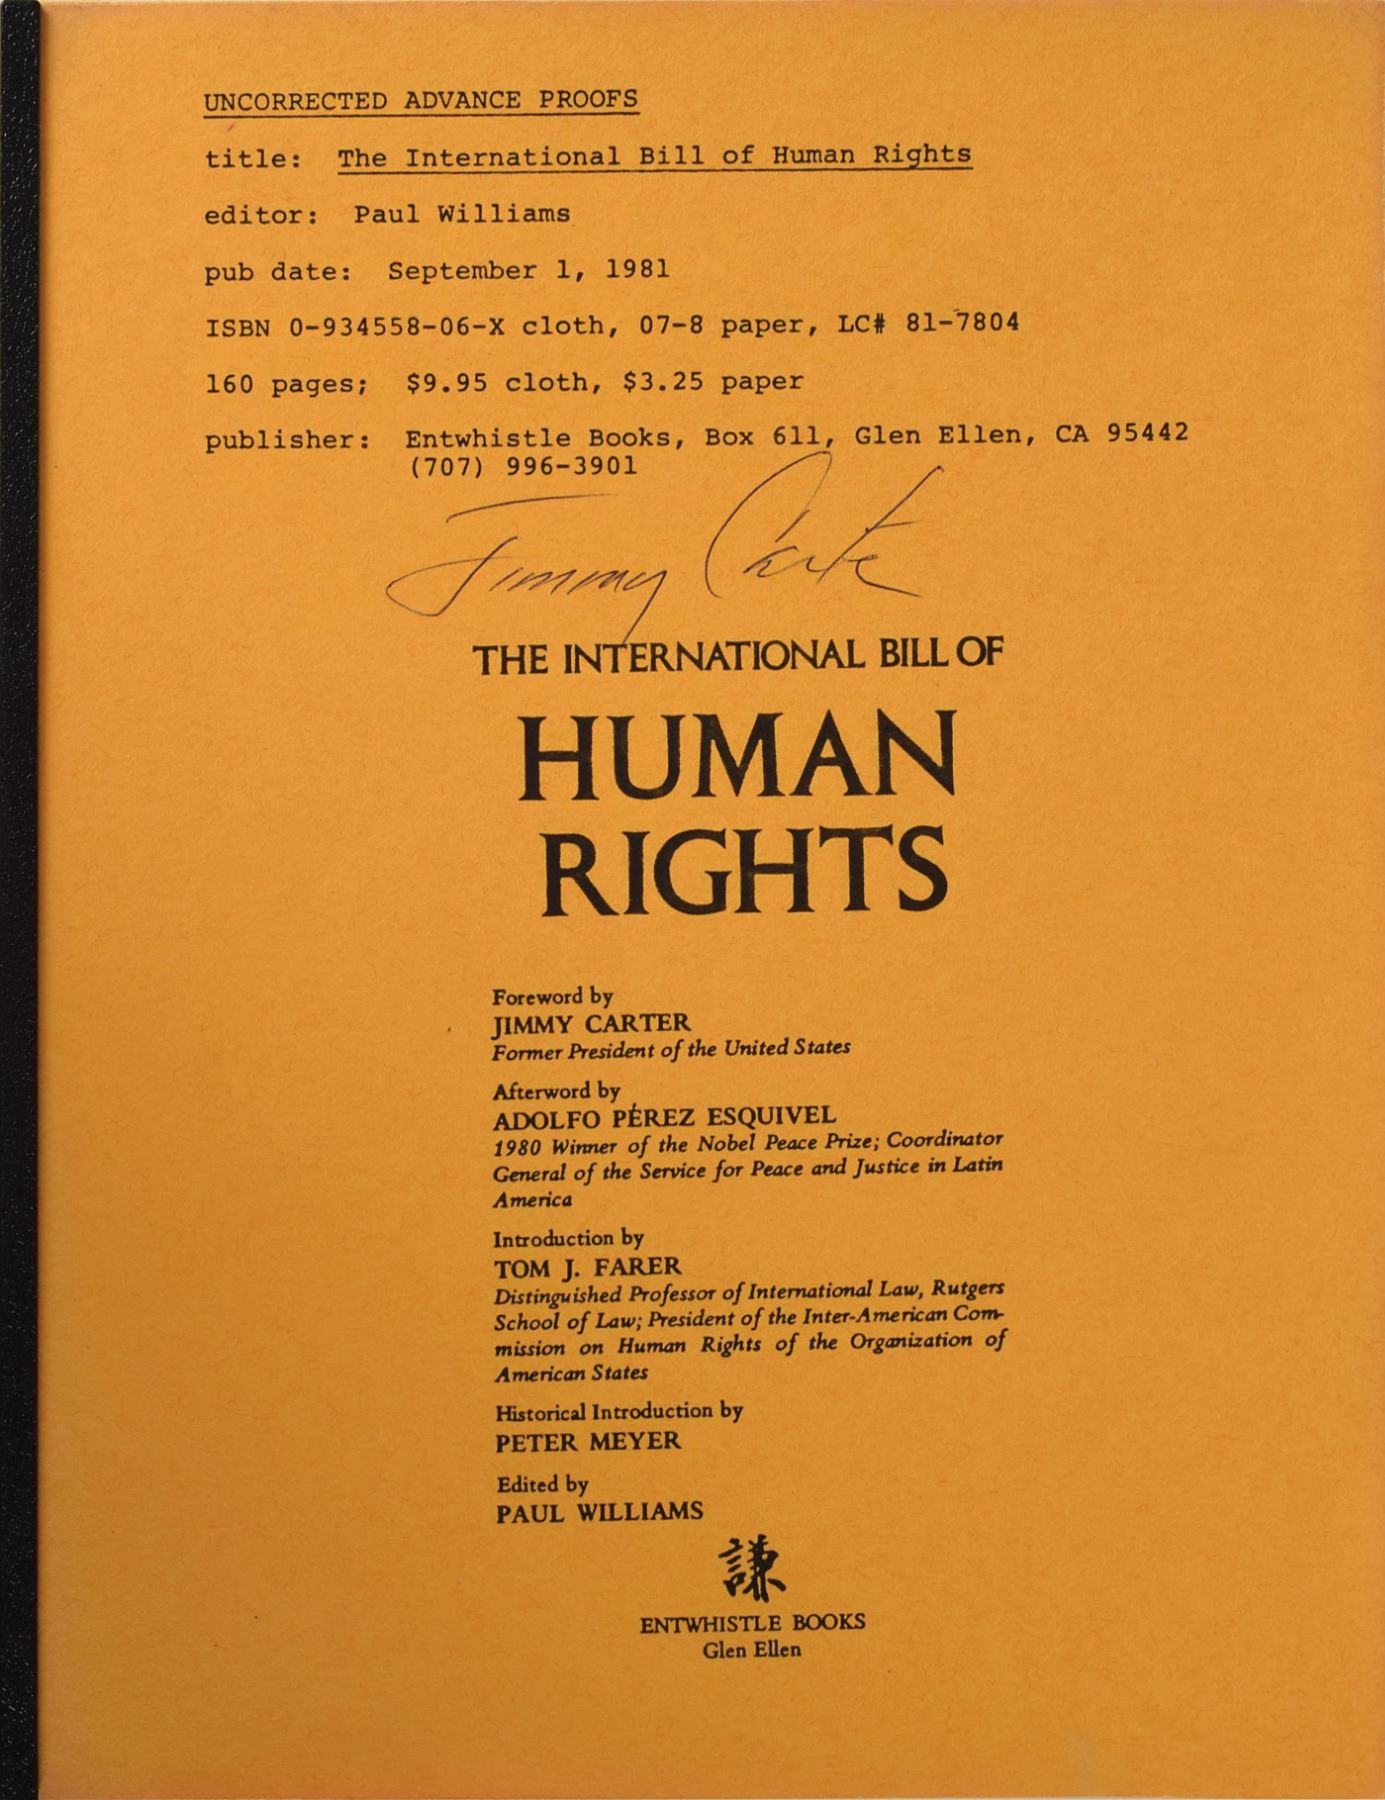 UNCORRECTED ADVANCE PROOFS
title: The International Bill of Human Rights
editor: Paul Williams
pub date: September 1, 1981
ISBN 0-934558-06-X cloth, 07-8 paper, LC# 81-7804
160 pages; $9.95 cloth, $3.25 paper
publisher: Entwhistle Books, Box 611, Glen Ellen, CA 95442
(707) 996-3901
Jimmy Carter
THE INTERNATIONAL BILL OF
HUMAN
RIGHTS
Foreword by
JIMMY CARTER
Former President of the United States
Afterword by
ADOLFO PÉREZ ESQUIVEL
1980 Winner of the Nobel Peace Prize; Coordinator
General of the Service for Peace and Justice in Latin
America
Introduction by
TOM J. FARER
Distinguished Professor of International Law, Rutgers
School of Law; President of the Inter-American Com-
mission on Human Rights of the Organization of
American States
Historical Introduction by
PETER MEYER
Edited by
PAUL WILLIAMS
謙
ENTWHISTLE BOOKS
Glen Ellen